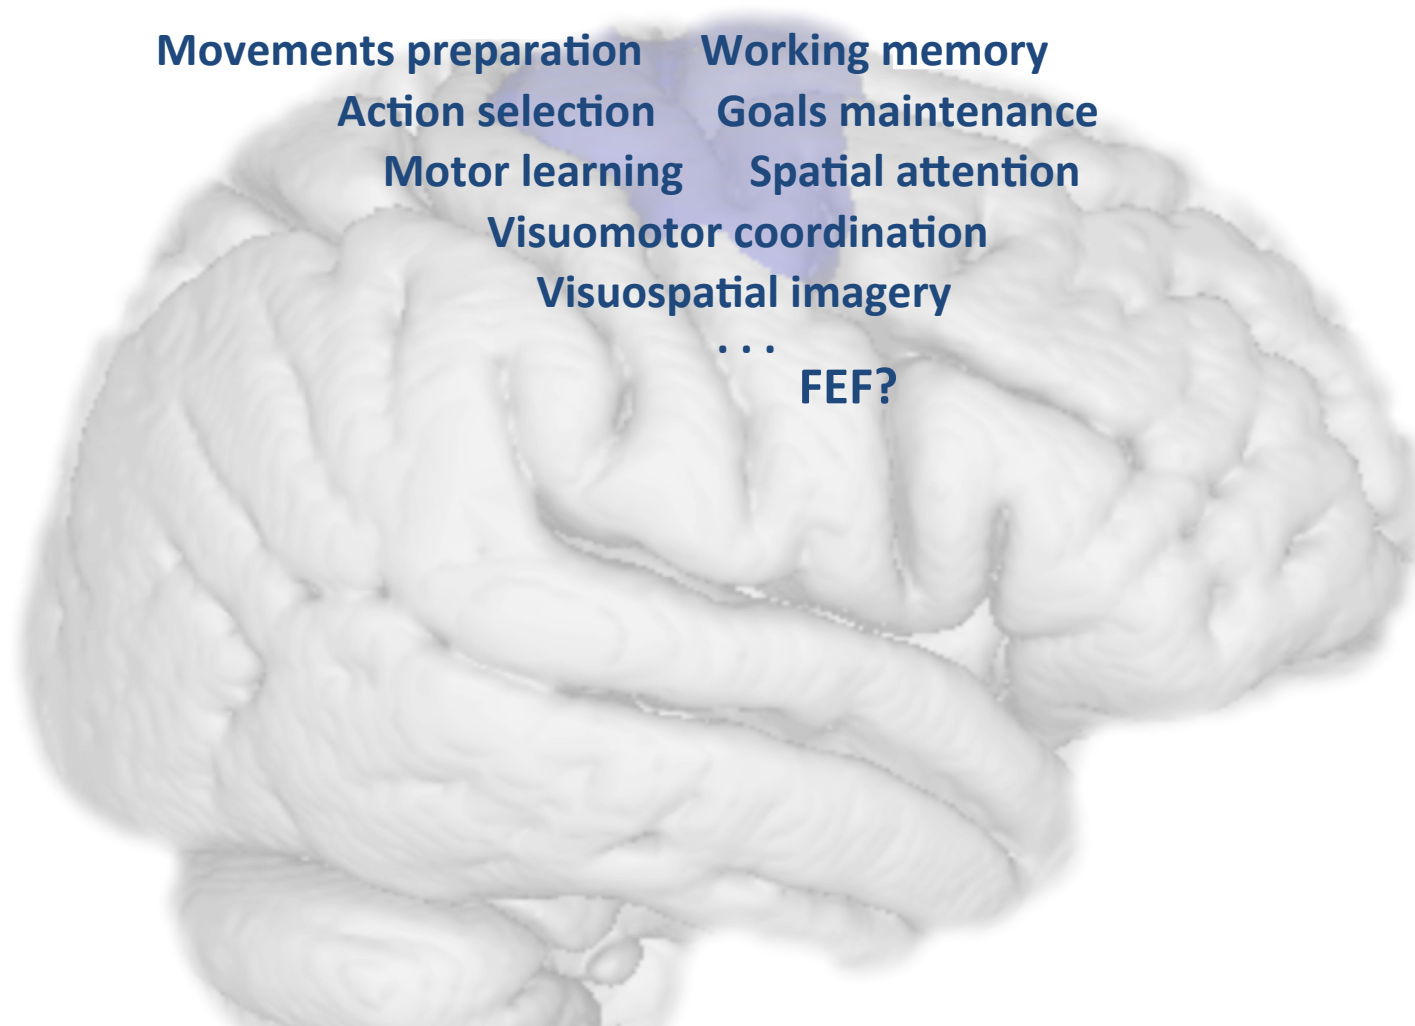 Movements preparation Working memory
Action selection Goals maintenance
Motor learning Spatial attention
Visuomotor coordination
Visuospatial imagery
. . .
FEF?